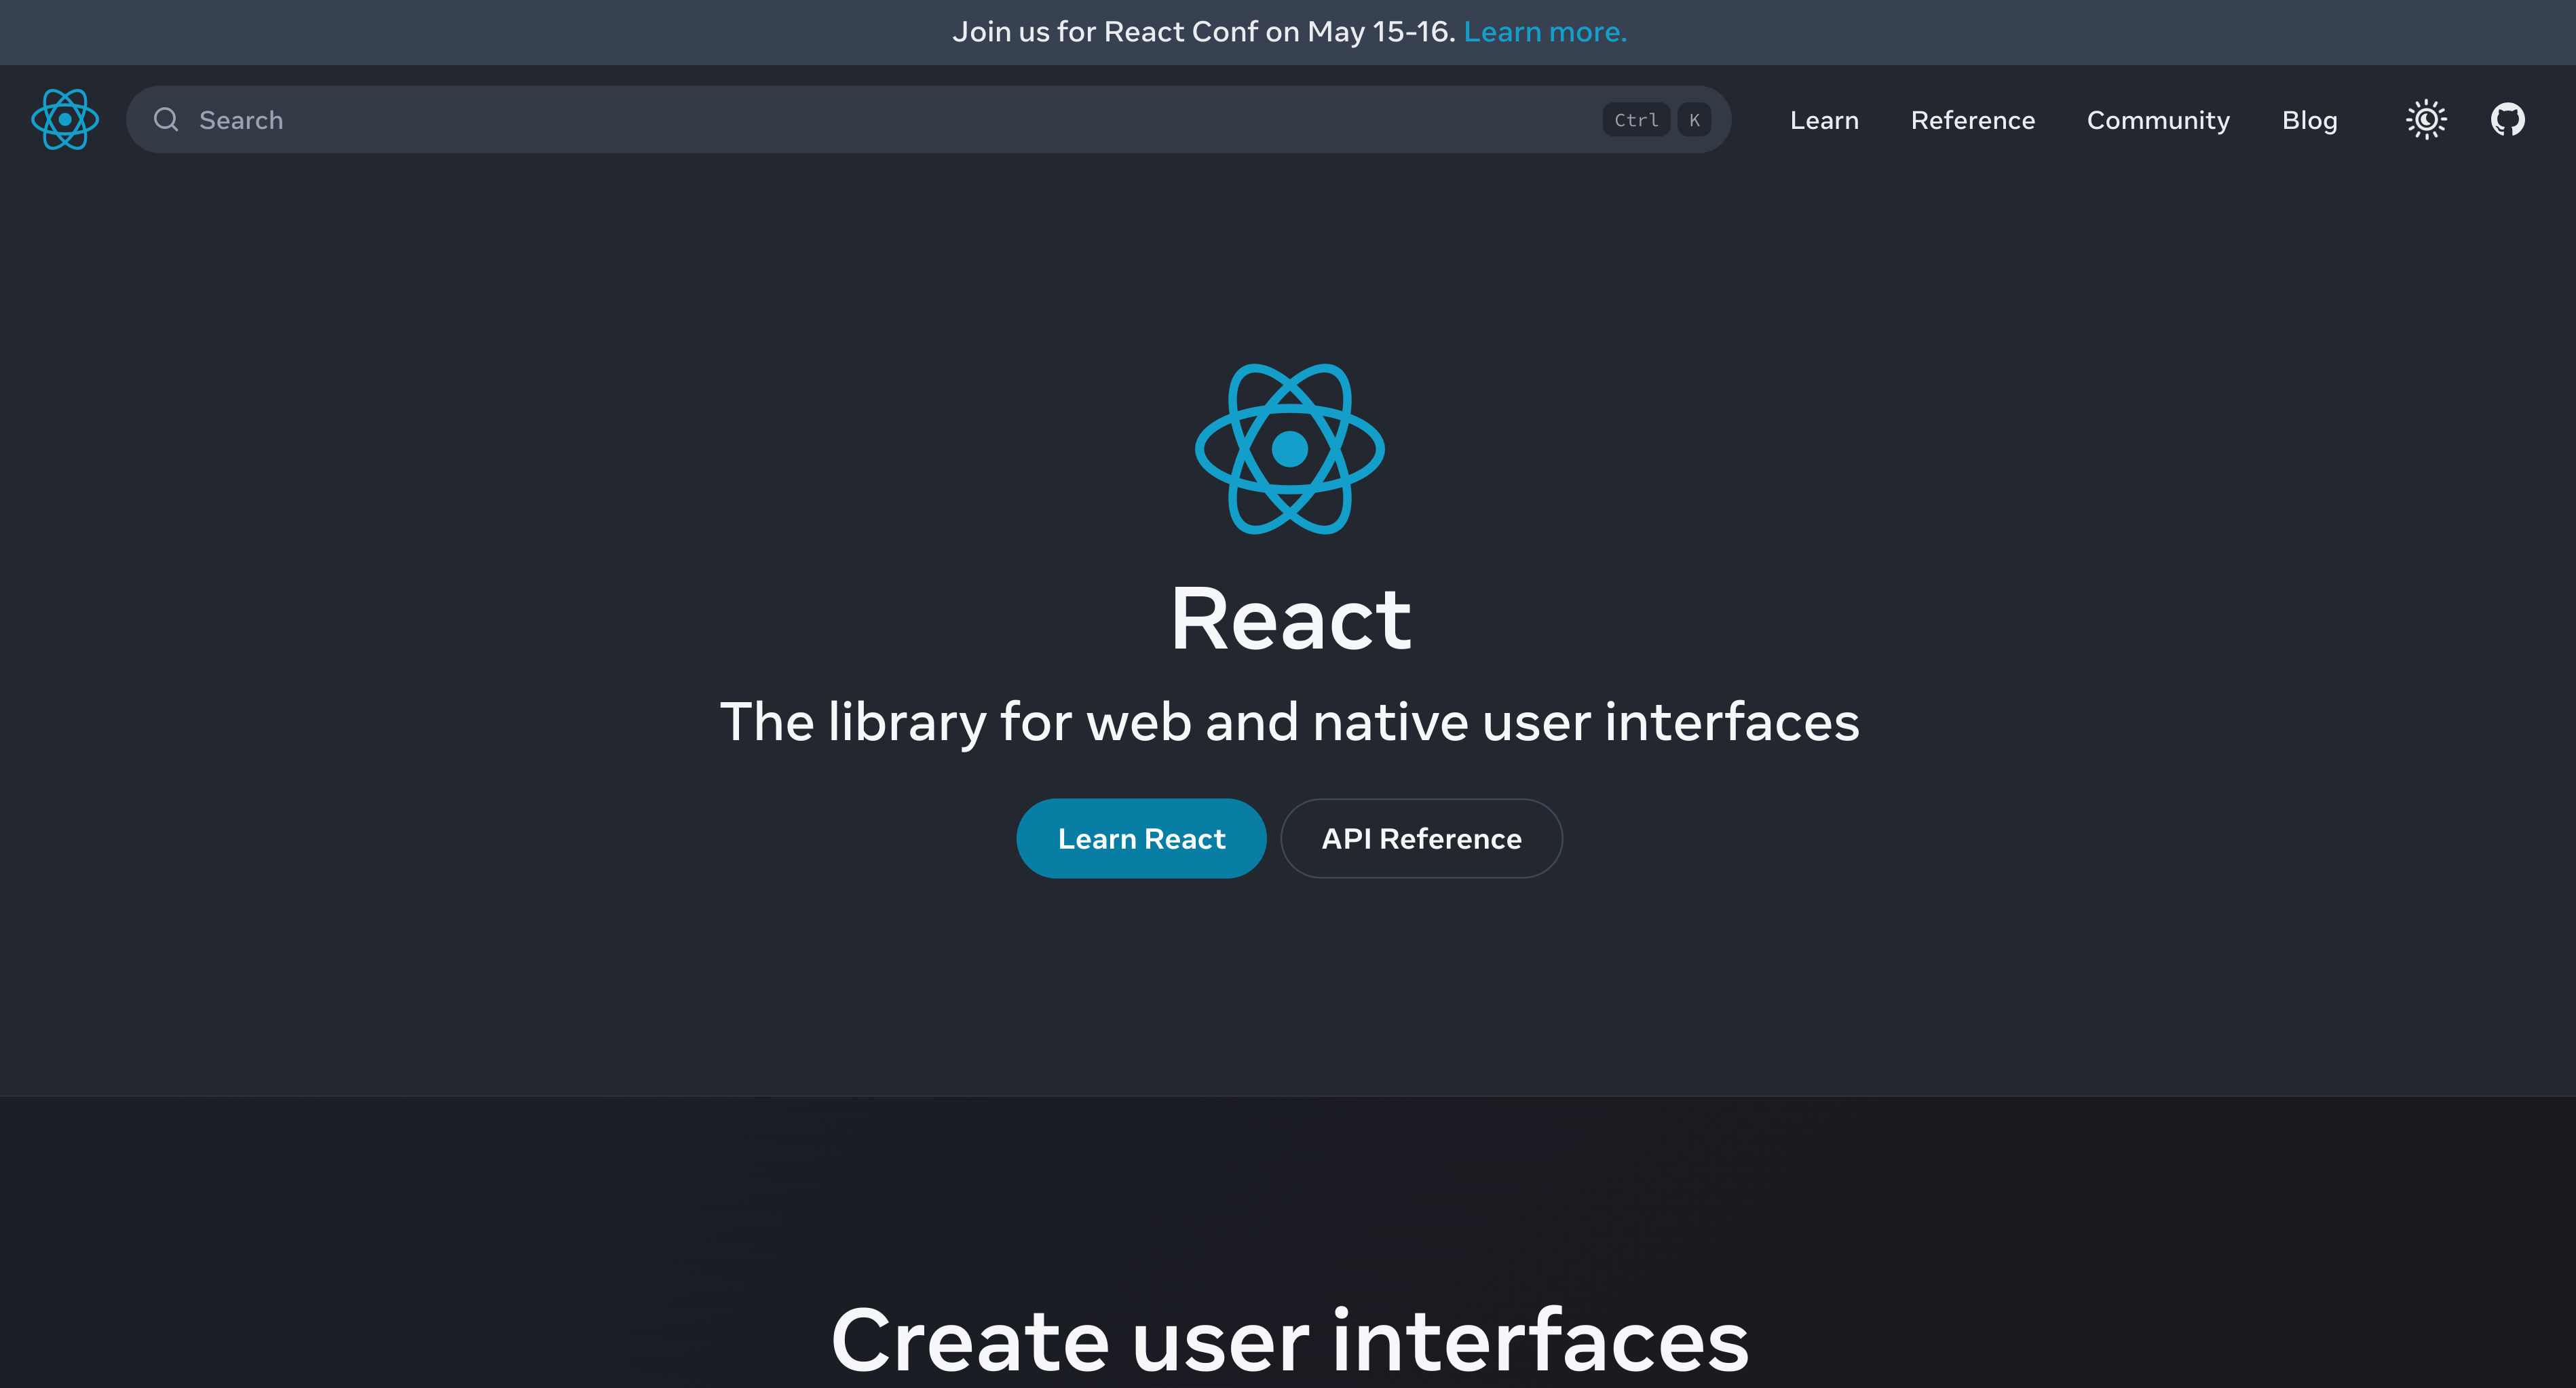 Join us for React Conf on May 15-16. Learn more.
Search Ctrl K Learn Reference Community Blog
React
The library for web and native user interfaces
Learn React API Reference
Create user interfaces